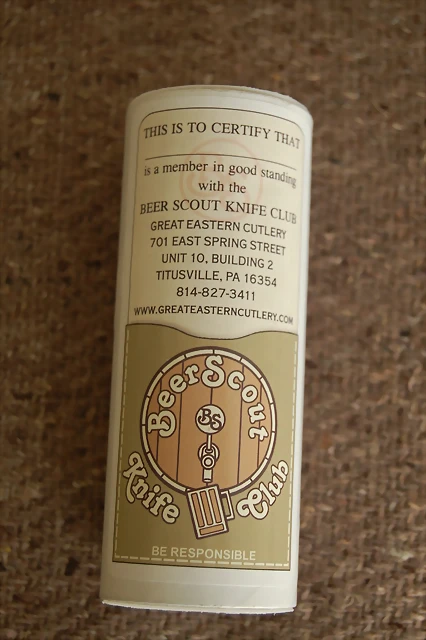 THIS IS TO CERTIFY THAT
is a member in good standing
with the
BEER SCOUT KNIFE CLUB
GREAT EASTERN CUTLERY
701 EAST SPRING STREET
UNIT 10, BUILDING 2
TITUSVILLE, PA 16354
814-827-3411
WWW.GREATEASTERNCUTLERY.COM
Beer Scout
BS
Knife Club
BE RESPONSIBLE